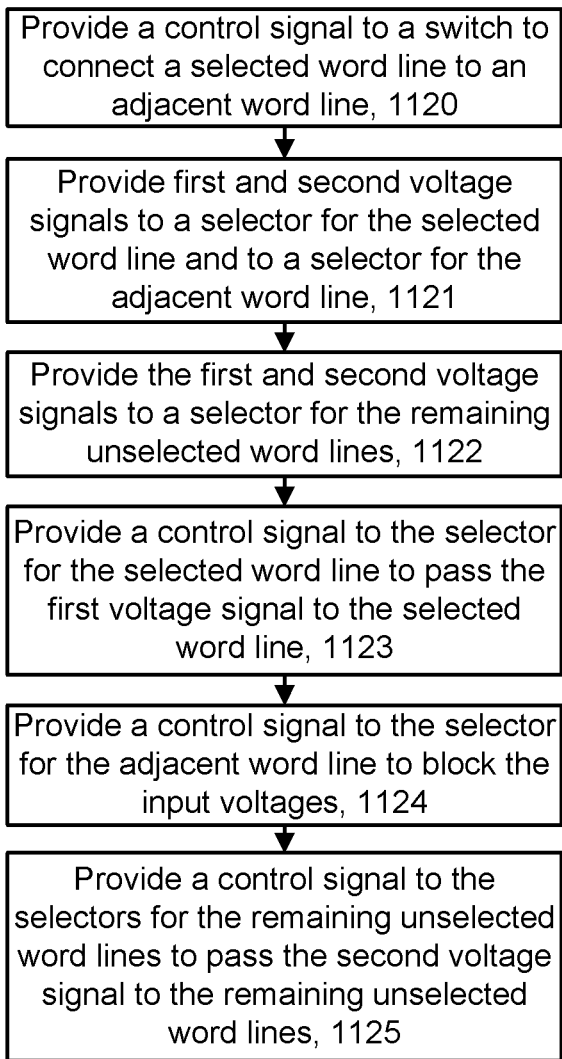 Provide a control signal to a switch to
connect a selected word line to an
adjacent word line, 1120
Provide first and second voltage
signals to a selector for the selected
word line and to a selector for the
adjacent word line, 1121
Provide the first and second voltage
signals to a selector for the remaining
unselected word lines, 1122
Provide a control signal to the selector
for the selected word line to pass the
first voltage signal to the selected
word line, 1123
Provide a control signal to the selector
for the adjacent word line to block the
input voltages, 1124
Provide a control signal to the
selectors for the remaining unselected
word lines to pass the second voltage
signal to the remaining unselected
word lines, 1125